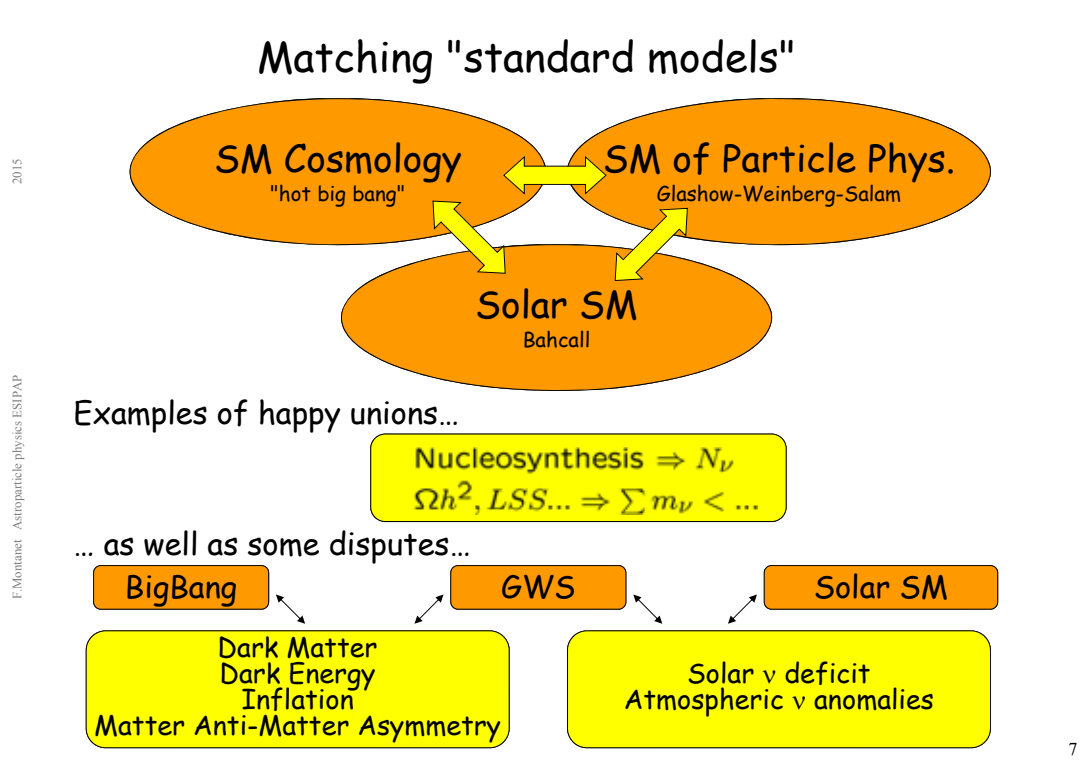 Matching "standard models"
SM Cosmology
"hot big bang"
SM of Particle Phys.
Glashow-Weinberg-Salam
Solar SM
Bahcall
Examples of happy unions…
Nucleosynthesis ⇒ Nν
Ωh², LSS... ⇒ ∑ mν < ...
… as well as some disputes…
BigBang
GWS
Solar SM
Dark Matter
Dark Energy
Inflation
Matter Anti-Matter Asymmetry
Solar ν deficit
Atmospheric ν anomalies
F.Montanet Astroparticle physics ESIPAP 2015
7